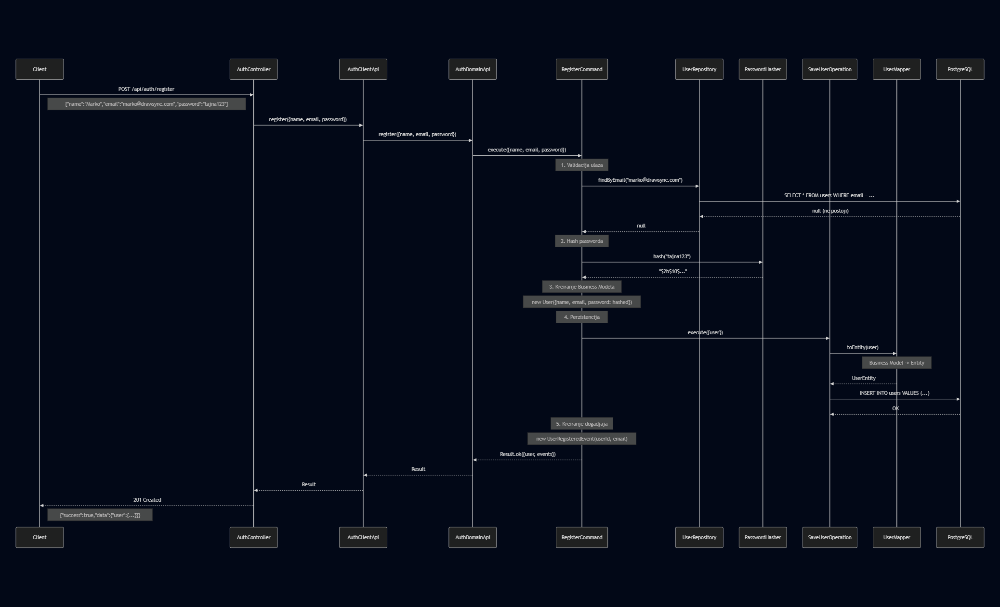 Client
AuthController
AuthClientApi
AuthDomainApi
RegisterCommand
UserRepository
PasswordHasher
SaveUserOperation
UserMapper
PostgreSQL
POST /api/auth/register
{"name":"Marko","email":"marko@drawsync.com","password":"tajna123"}
register({name, email, password})
register({name, email, password})
execute({name, email, password})
1. Validacija ulaza
findByEmail("marko@drawsync.com")
SELECT * FROM users WHERE email = ...
null (ne postoji)
null
2. Hash passworda
hash("tajna123")
"$2b$10$..."
3. Kreiranje Business Modela
new User({name, email, password: hashed})
4. Perzistencija
execute({user})
toEntity(user)
Business Model -> Entity
UserEntity
INSERT INTO users VALUES (...)
OK
5. Kreiranje dogadjaja
new UserRegisteredEvent(userId, email)
Result.ok({user, events})
Result
Result
201 Created
{"success":true,"data":{"user":{...}}}
Client
AuthController
AuthClientApi
AuthDomainApi
RegisterCommand
UserRepository
PasswordHasher
SaveUserOperation
UserMapper
PostgreSQL